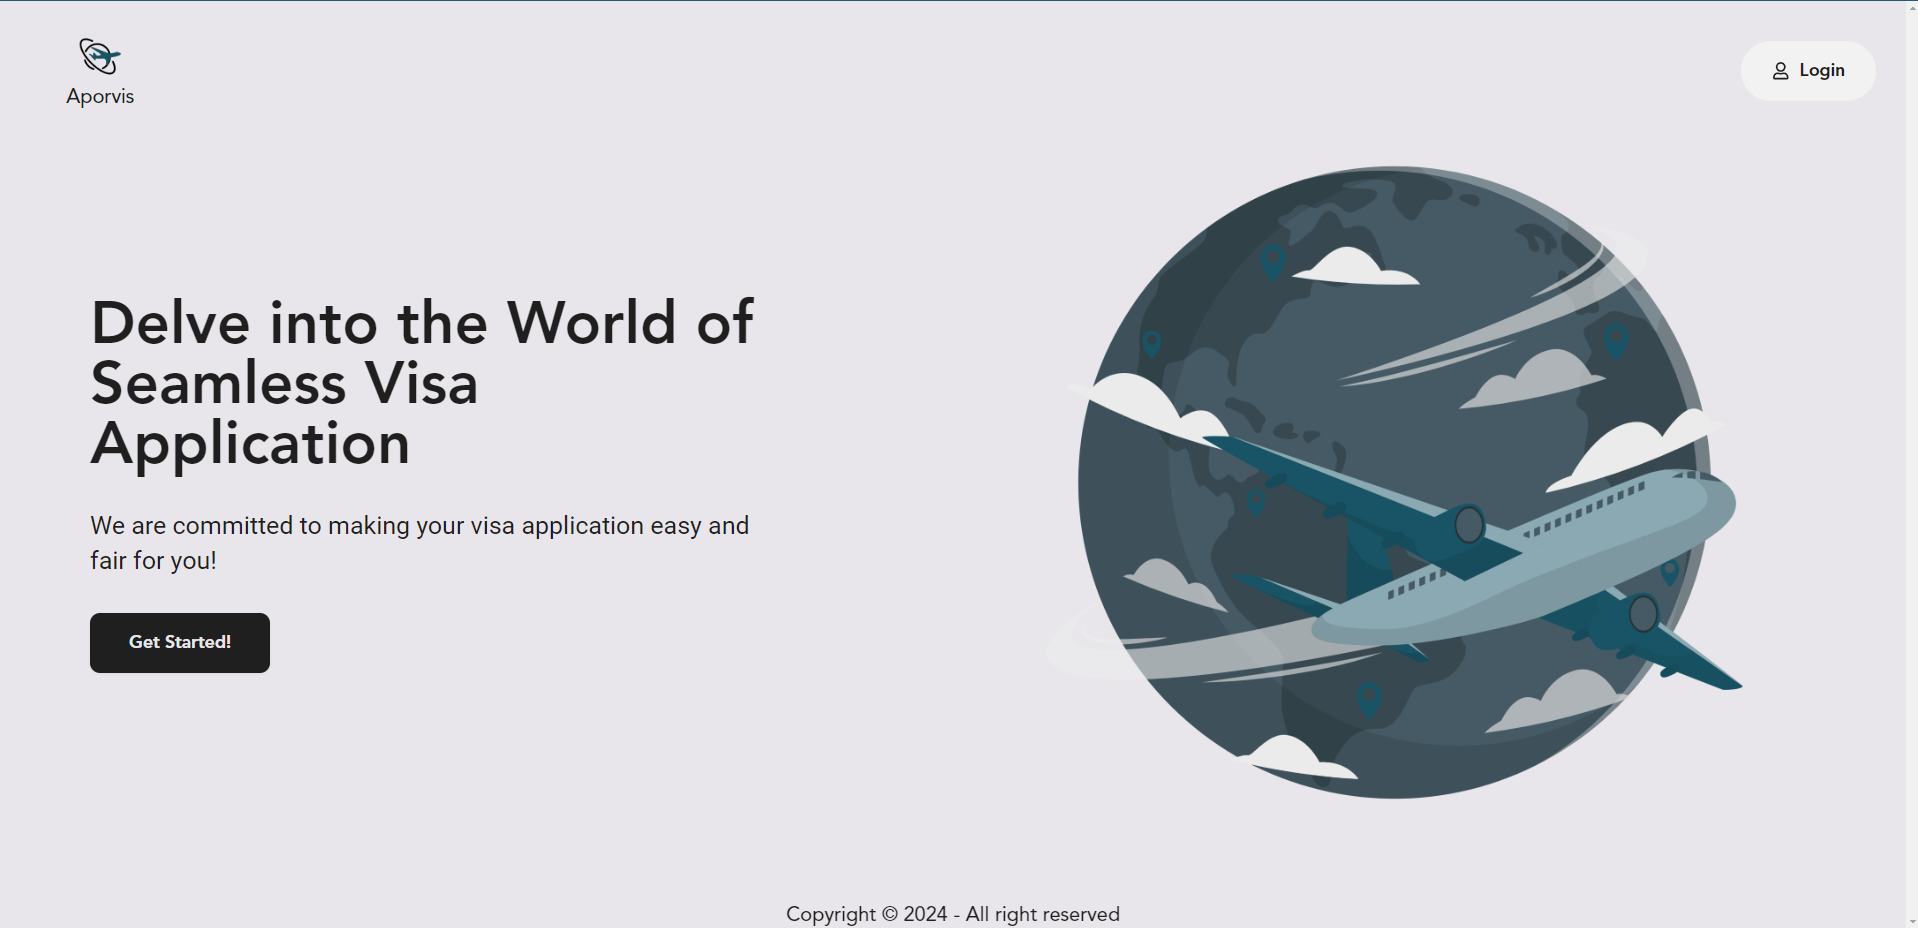 Aporvis
Login
Delve into the World of
Seamless Visa
Application
We are committed to making your visa application easy and
fair for you!
Get Started!
Copyright © 2024 - All right reserved